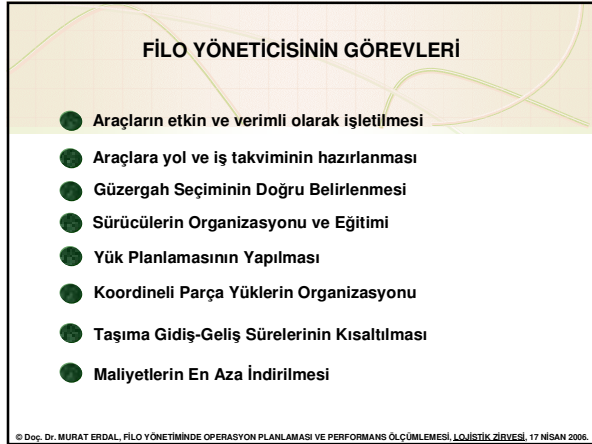 FİLO YÖNETİCİSİNİN GÖREVLERİ
Araçların etkin ve verimli olarak işletilmesi
Araçlara yol ve iş takviminin hazırlanması
Güzergah Seçiminin Doğru Belirlenmesi
Sürücülerin Organizasyonu ve Eğitimi
Yük Planlamasının Yapılması
Koordineli Parça Yüklerin Organizasyonu
Taşıma Gidiş-Geliş Sürelerinin Kısaltılması
Maliyetlerin En Aza İndirilmesi
© Doç. Dr. MURAT ERDAL, FİLO YÖNETİMİNDE OPERASYON PLANLAMASI VE PERFORMANS ÖLÇÜMLEMESİ, LOJİSTİK ZİRVESİ, 17 NİSAN 2006.